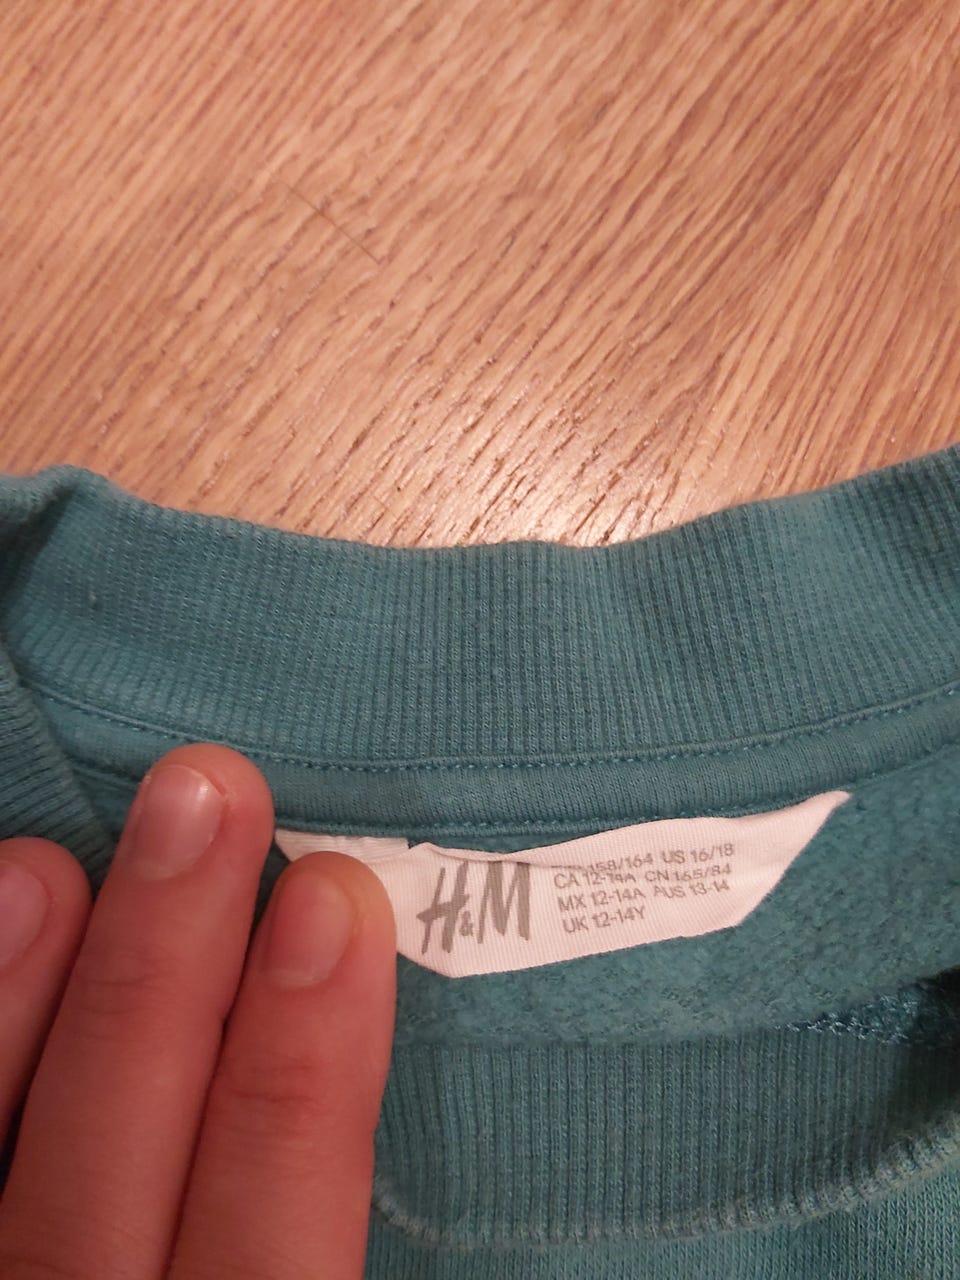 H&M
158/164 US 16/18
CA 12-14A CN 165/84
MX 12-14A AUS 13-14
UK 12-14Y